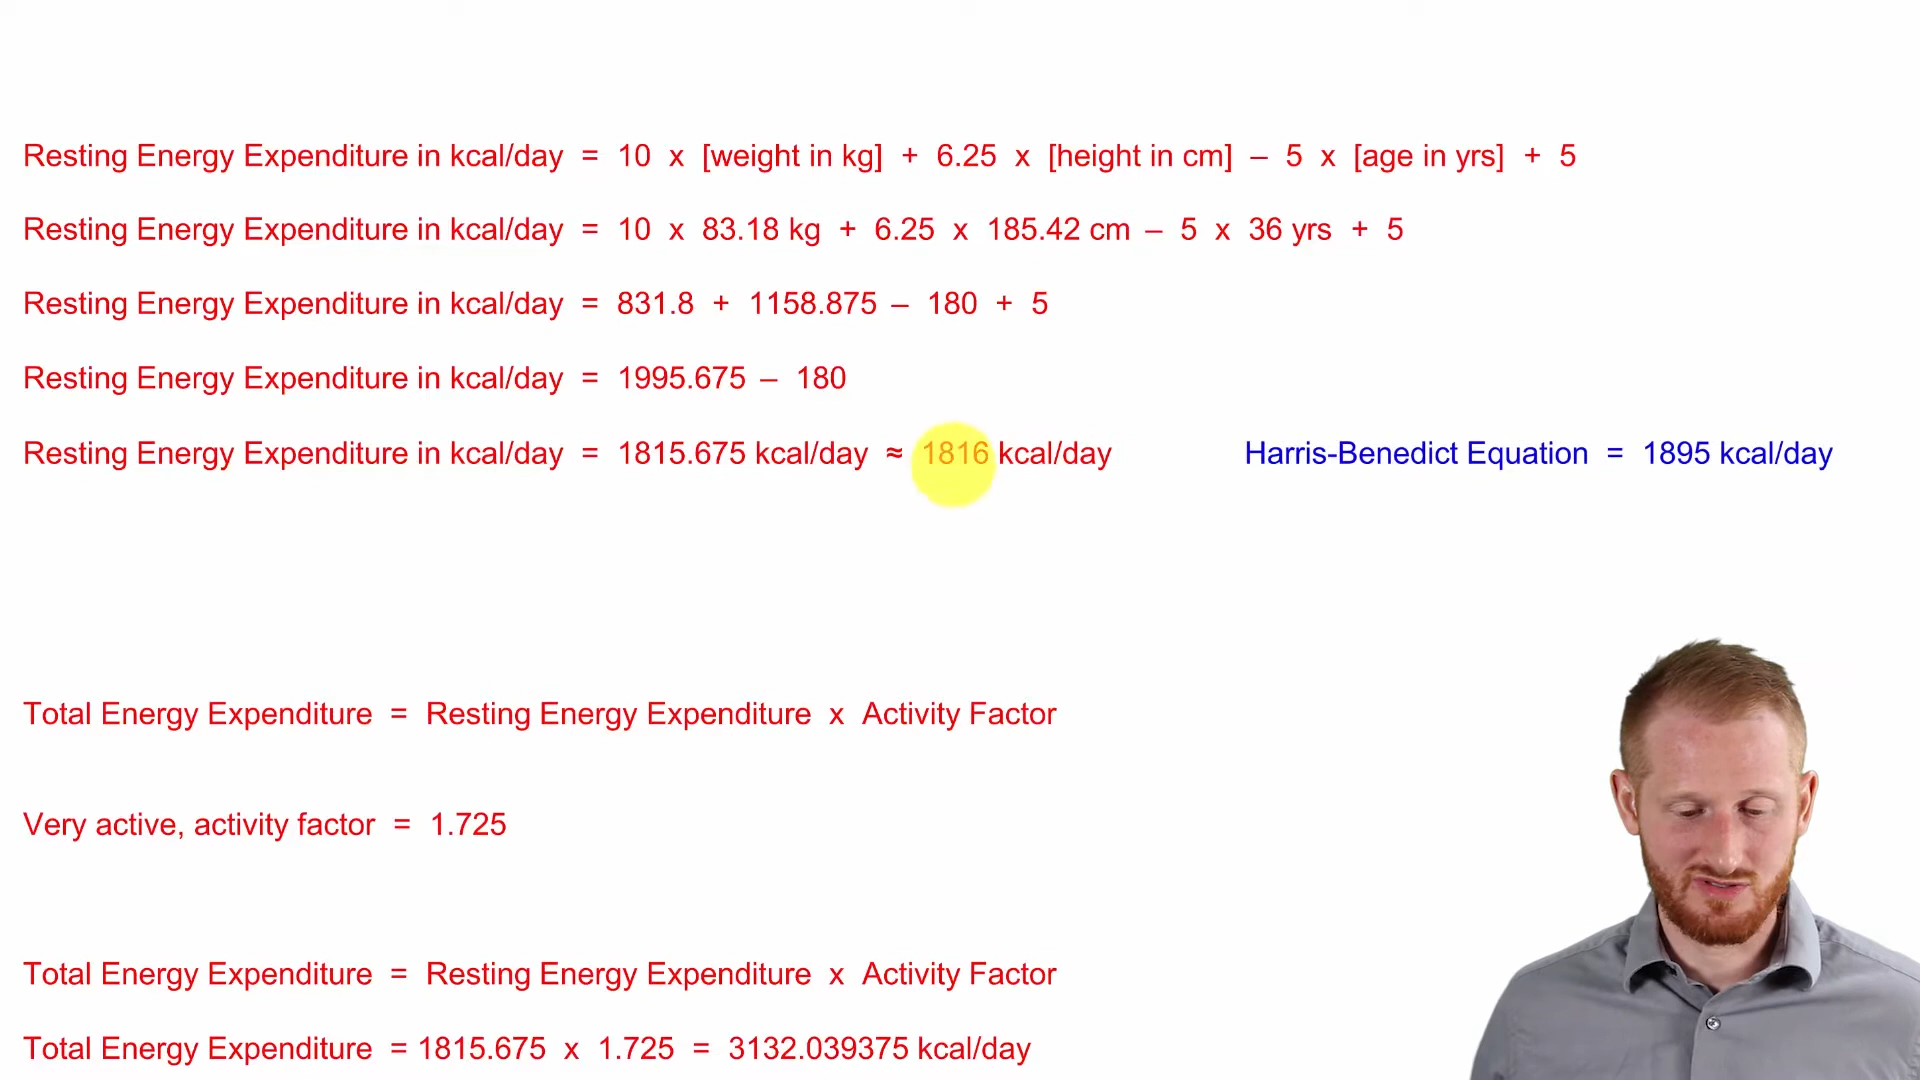 Resting Energy Expenditure in kcal/day = 10 x [weight in kg] + 6.25 x [height in cm] – 5 x [age in yrs] + 5
Resting Energy Expenditure in kcal/day = 10 x 83.18 kg + 6.25 x 185.42 cm – 5 x 36 yrs + 5
Resting Energy Expenditure in kcal/day = 831.8 + 1158.875 – 180 + 5
Resting Energy Expenditure in kcal/day = 1995.675 – 180
Resting Energy Expenditure in kcal/day = 1815.675 kcal/day ≈ 1816 kcal/day Harris-Benedict Equation = 1895 kcal/day
Total Energy Expenditure = Resting Energy Expenditure x Activity Factor
Very active, activity factor = 1.725
Total Energy Expenditure = Resting Energy Expenditure x Activity Factor
Total Energy Expenditure = 1815.675 x 1.725 = 3132.039375 kcal/day